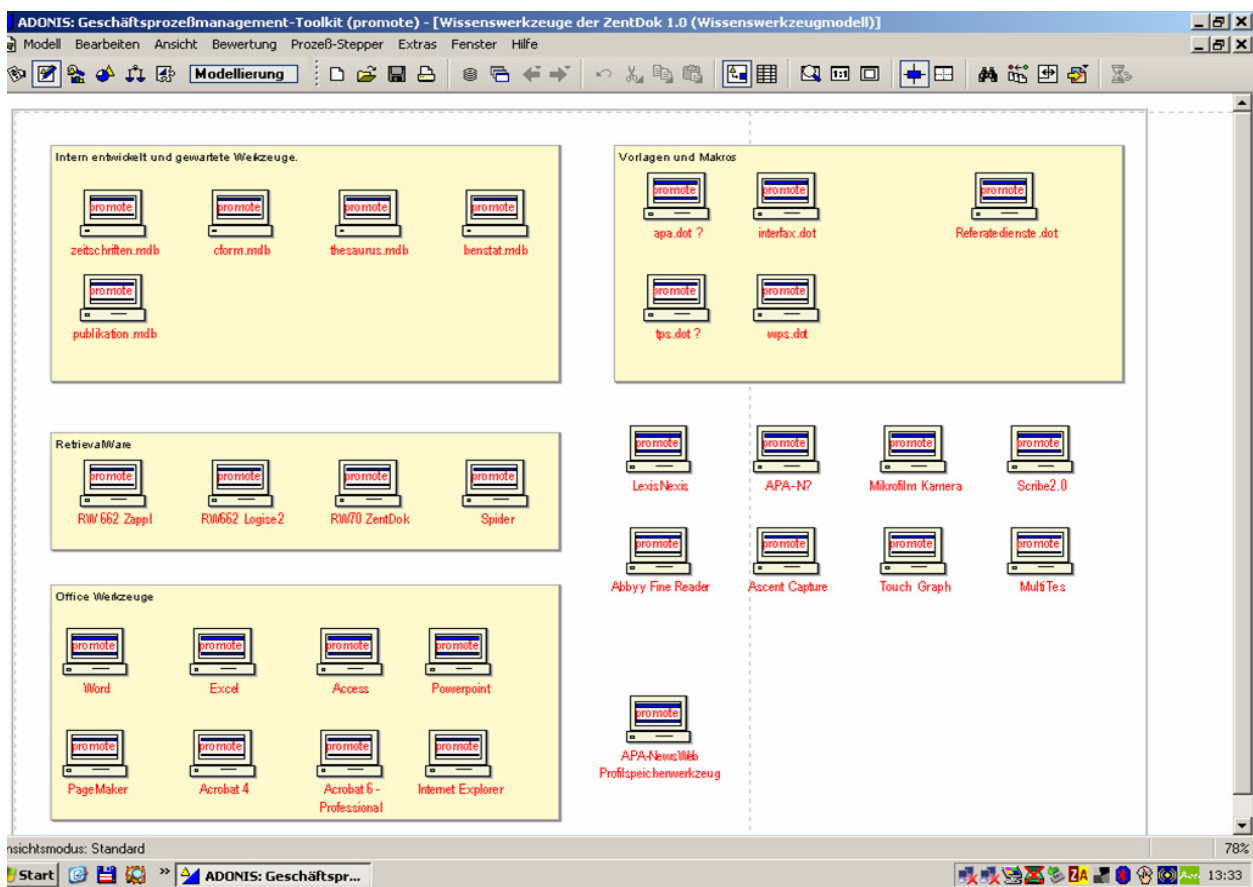 ADONIS: Geschäftsprozeßmanagement-Toolkit (promote) - [Wissenswerkzeuge der ZentDok 1.0 (Wissenswerkzeugmodell)]
Modell Bearbeiten Ansicht Bewertung Prozeß-Stepper Extras Fenster Hilfe
Modellierung
Intern entwickelt und gewartete Werkzeuge.
promote promote promote promote
zeitschriften.mdb cform.mdb thesaurus.mdb benstat.mdb
promote
publikation.mdb
Vorlagen und Makros
promote promote promote
apa.dot ? interfax.dot Referatedienste.dot
promote promote
tps.dot ? wps.dot
RetrievalWare
promote promote promote promote
RW662 Zappl RW662 Logise2 RW70 ZentDok Spider
promote promote promote promote
LexisNexis APA-N? Mikrofilm Kamera Scribe2.0
promote promote promote promote
Abbyy Fine Reader Ascent Capture Touch Graph MultiTes
Office Werkzeuge
promote promote promote promote
Word Excel Access Powerpoint
promote promote promote promote
PageMaker Acrobat 4 Acrobat 6 - Internet Explorer
Professional
promote
APA-NewsWeb
Profilspeicherwerkzeug
nsichtsmodus: Standard 78%
Start ADONIS: Geschäftspr... 13:33